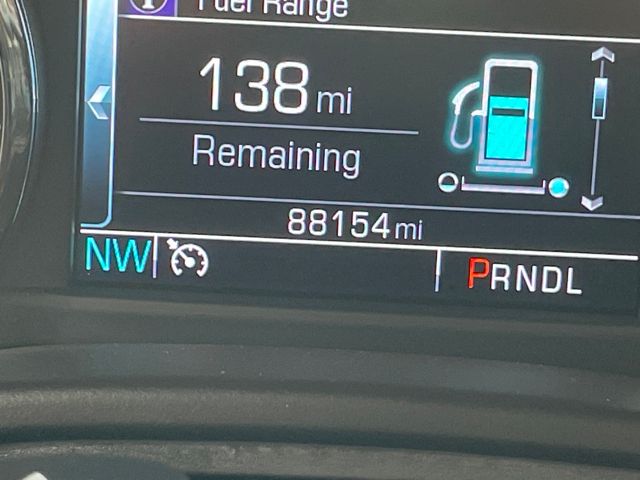 Fuel Range
138 mi
Remaining
88154 mi
NW
PRNDL